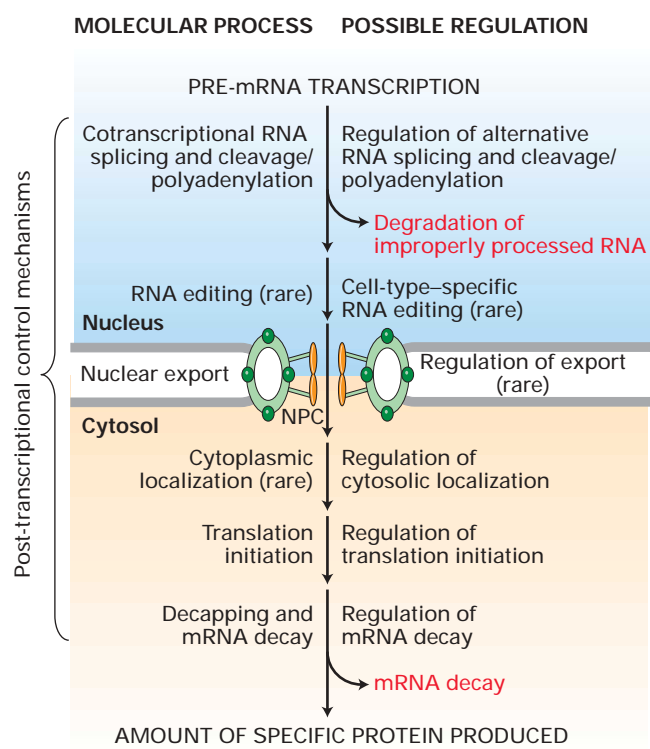 MOLECULAR PROCESS
POSSIBLE REGULATION
PRE-mRNA TRANSCRIPTION
Post-transcriptional control mechanisms
Cotranscriptional RNA
splicing and cleavage/
polyadenylation
Regulation of alternative
RNA splicing and cleavage/
polyadenylation
Degradation of
improperly processed RNA
RNA editing (rare)
Cell-type–specific
RNA editing (rare)
Nucleus
Nuclear export
Regulation of export
(rare)
NPC
Cytosol
Cytoplasmic
localization (rare)
Regulation of
cytosolic localization
Translation
initiation
Regulation of
translation initiation
Decapping and
mRNA decay
Regulation of
mRNA decay
mRNA decay
AMOUNT OF SPECIFIC PROTEIN PRODUCED